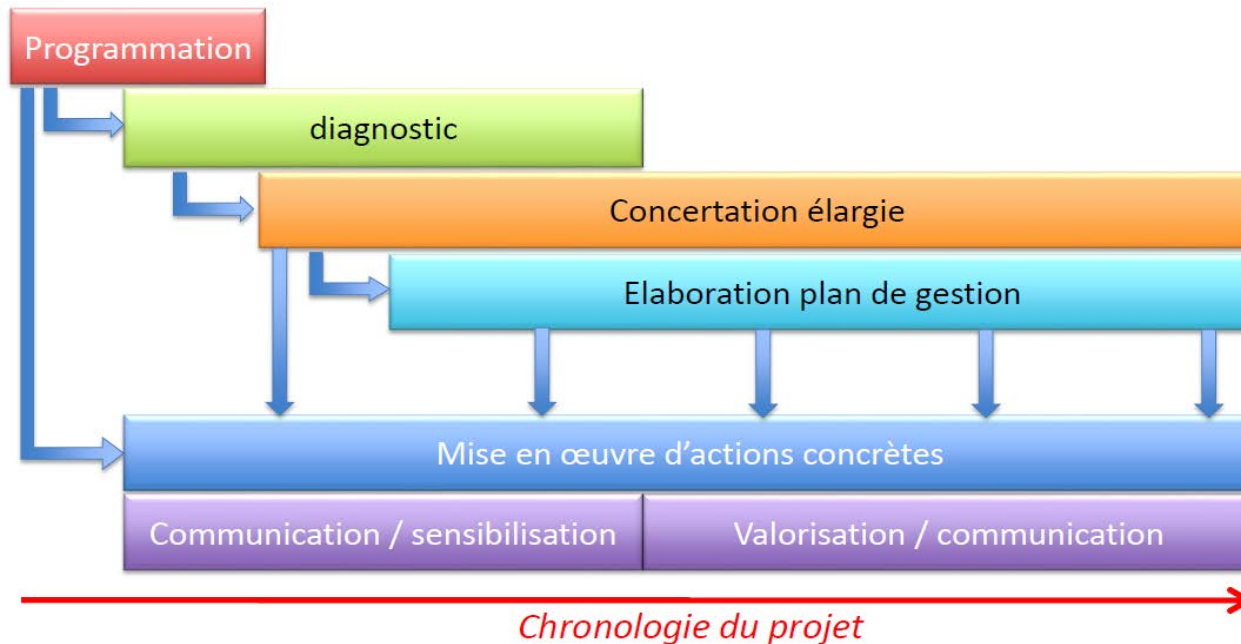 Programmation
diagnostic
Concertation élargie
Elaboration plan de gestion
Mise en œuvre d'actions concrètes
Communication / sensibilisation
Valorisation / communication
Chronologie du projet